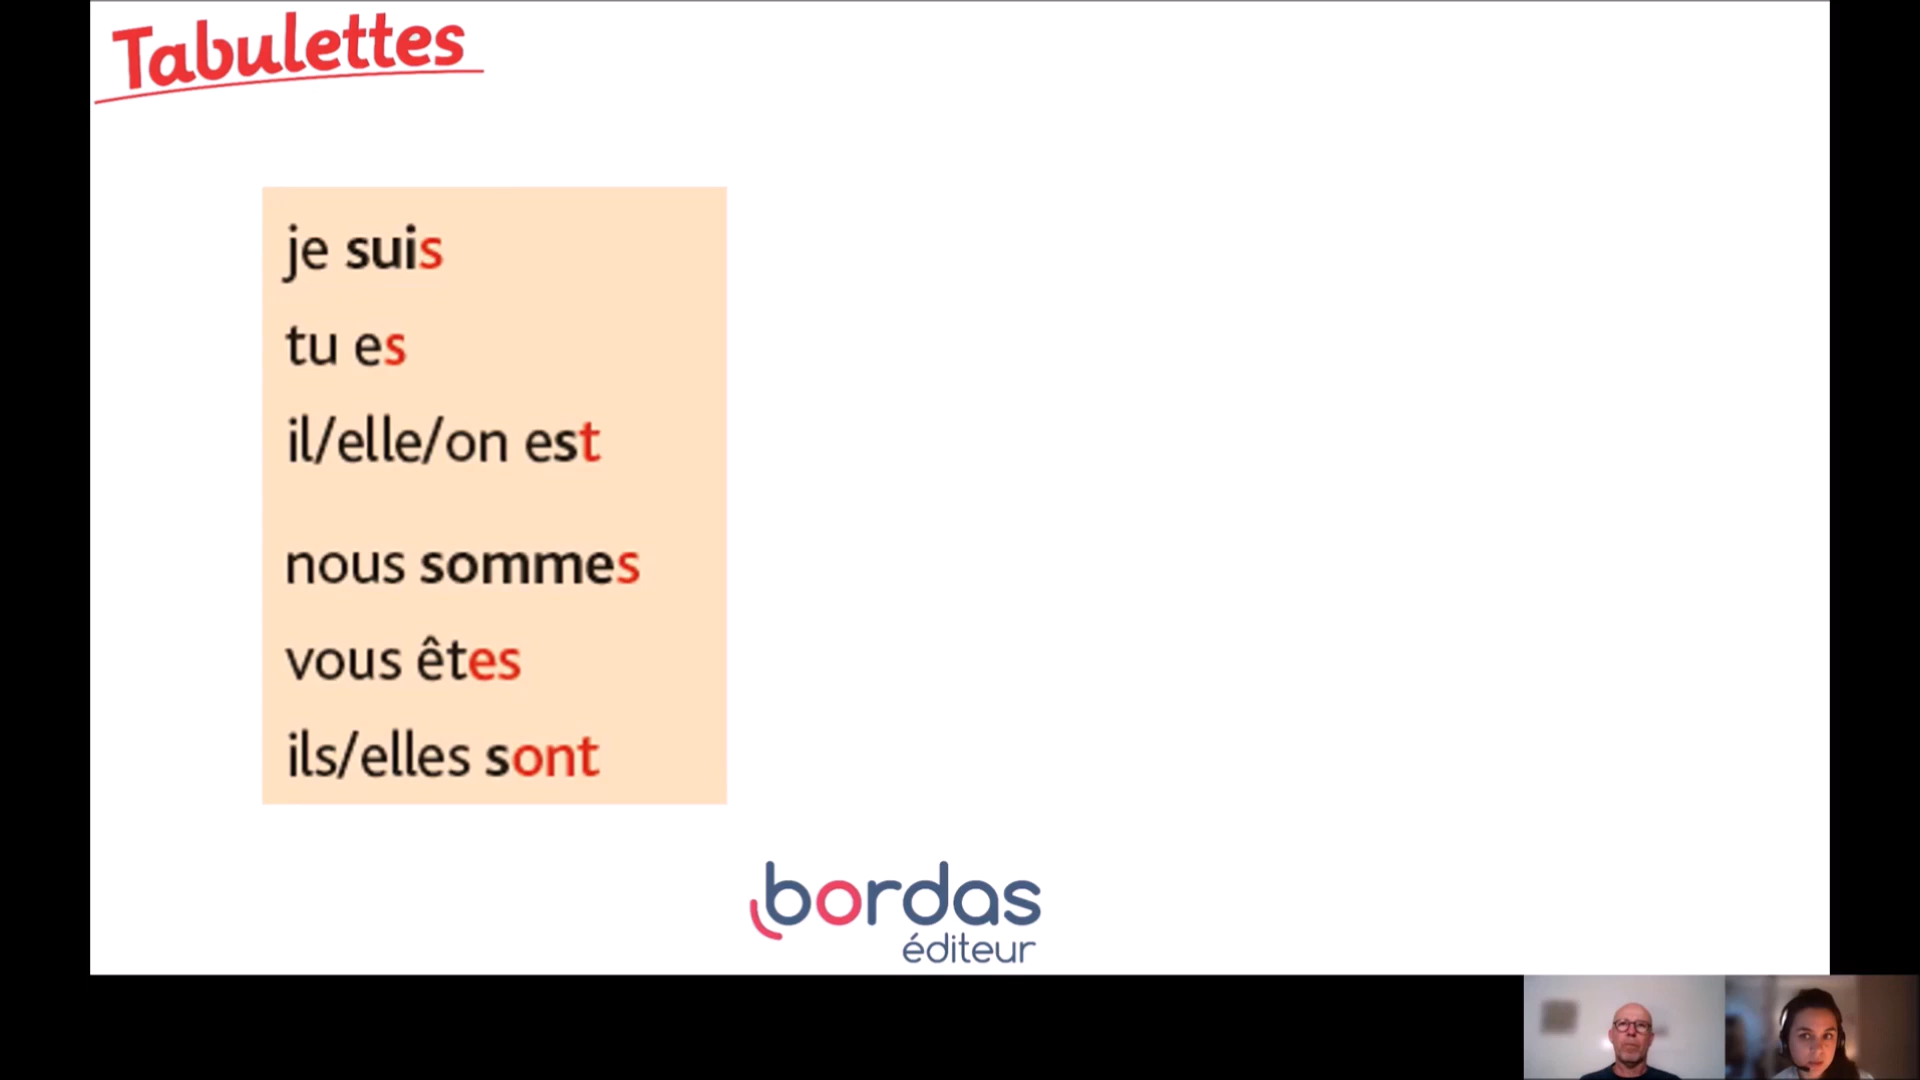 Tabulettes
je suis
tu es
il/elle/on est
nous sommes
vous êtes
ils/elles sont
bordas
éditeur